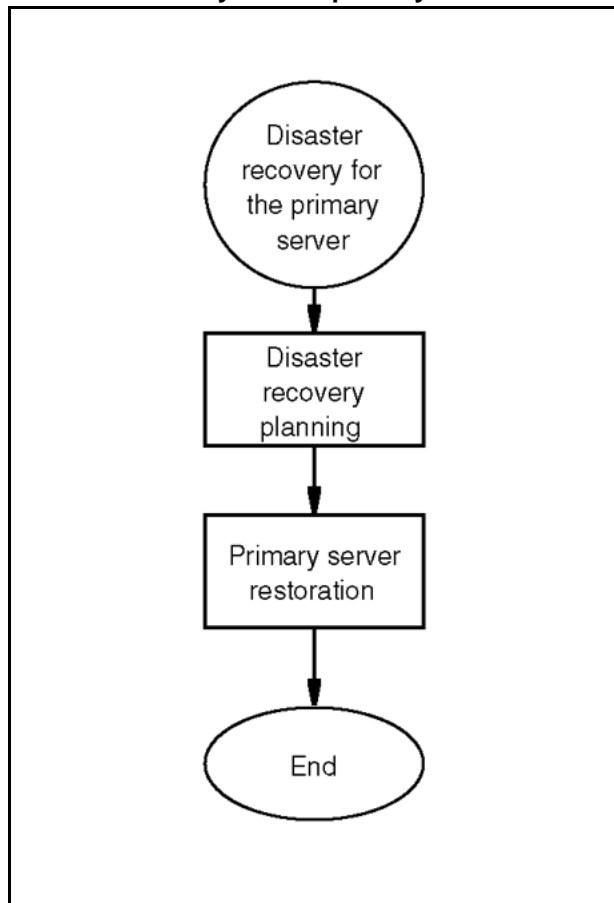 Disaster
recovery for
the primary
server
Disaster
recovery
planning
Primary server
restoration
End